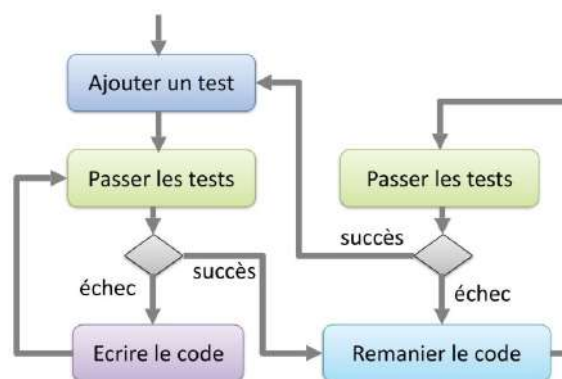 Ajouter un test
Passer les tests
Passer les tests
succès
échec
succès
échec
Ecrire le code
Remanier le code